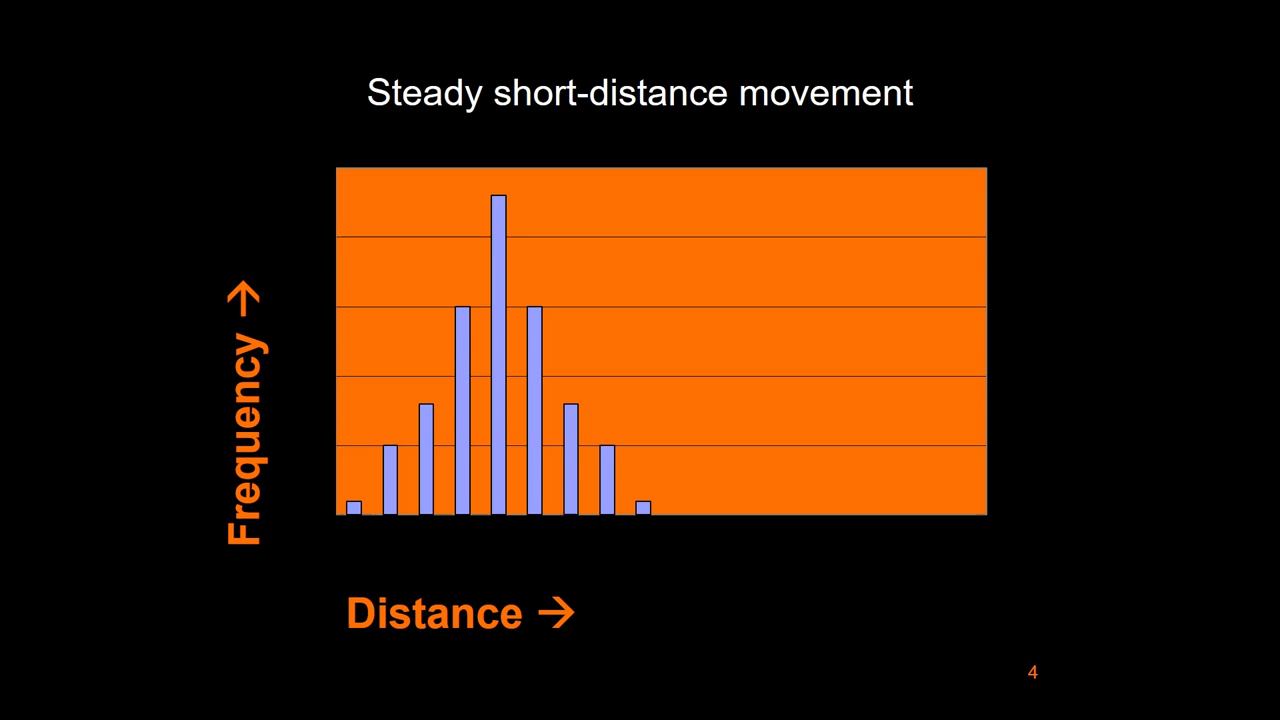 Steady short-distance movement
Frequency →
Distance →
4